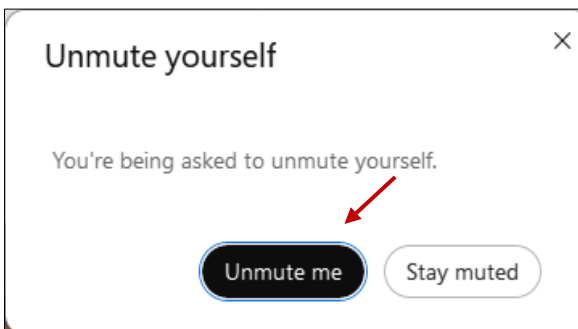 Unmute yourself
You're being asked to unmute yourself.
Unmute me
Stay muted